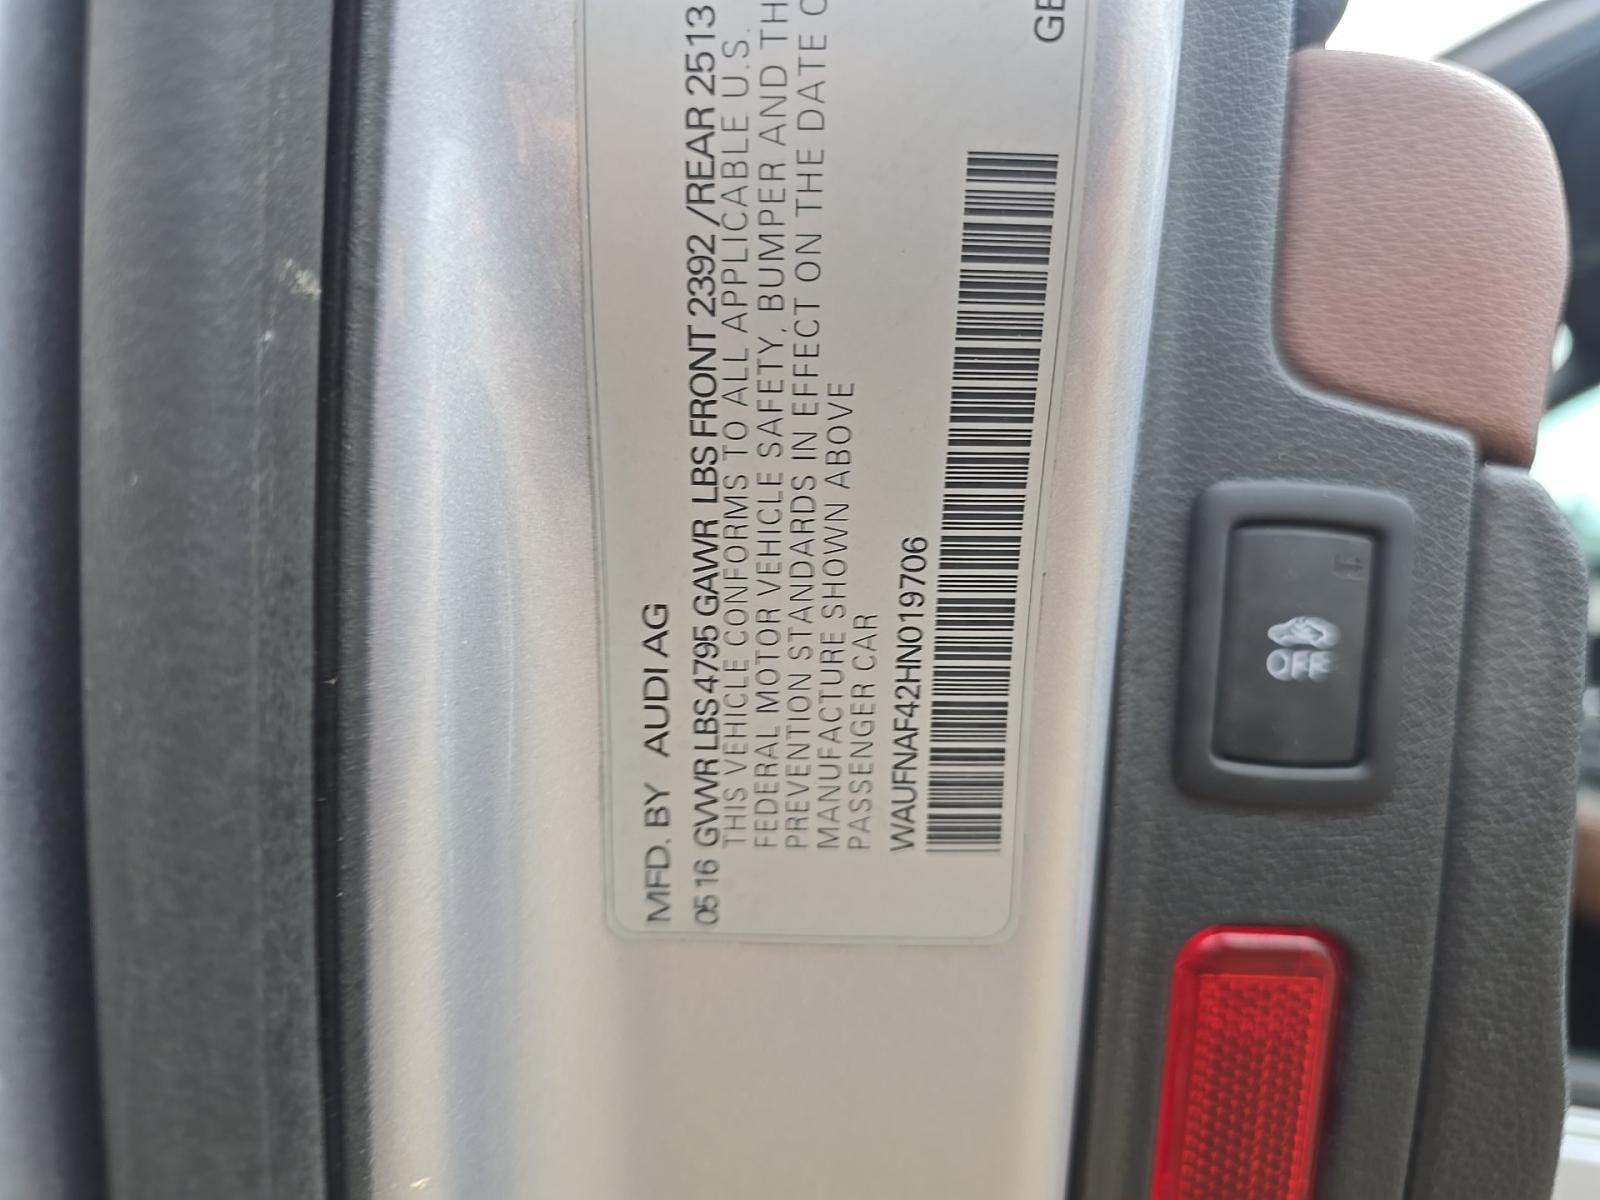 MFD. BY AUDI AG
05 16 GVWR LBS 4795 GAWR LBS FRONT 2392 /REAR 2513
THIS VEHICLE CONFORMS TO ALL APPLICABLE U.S.
FEDERAL MOTOR VEHICLE SAFETY, BUMPER AND TH
PREVENTION STANDARDS IN EFFECT ON THE DATE O
MANUFACTURE SHOWN ABOVE
PASSENGER CAR
WAUFNAF42HN019706
GE
OFF